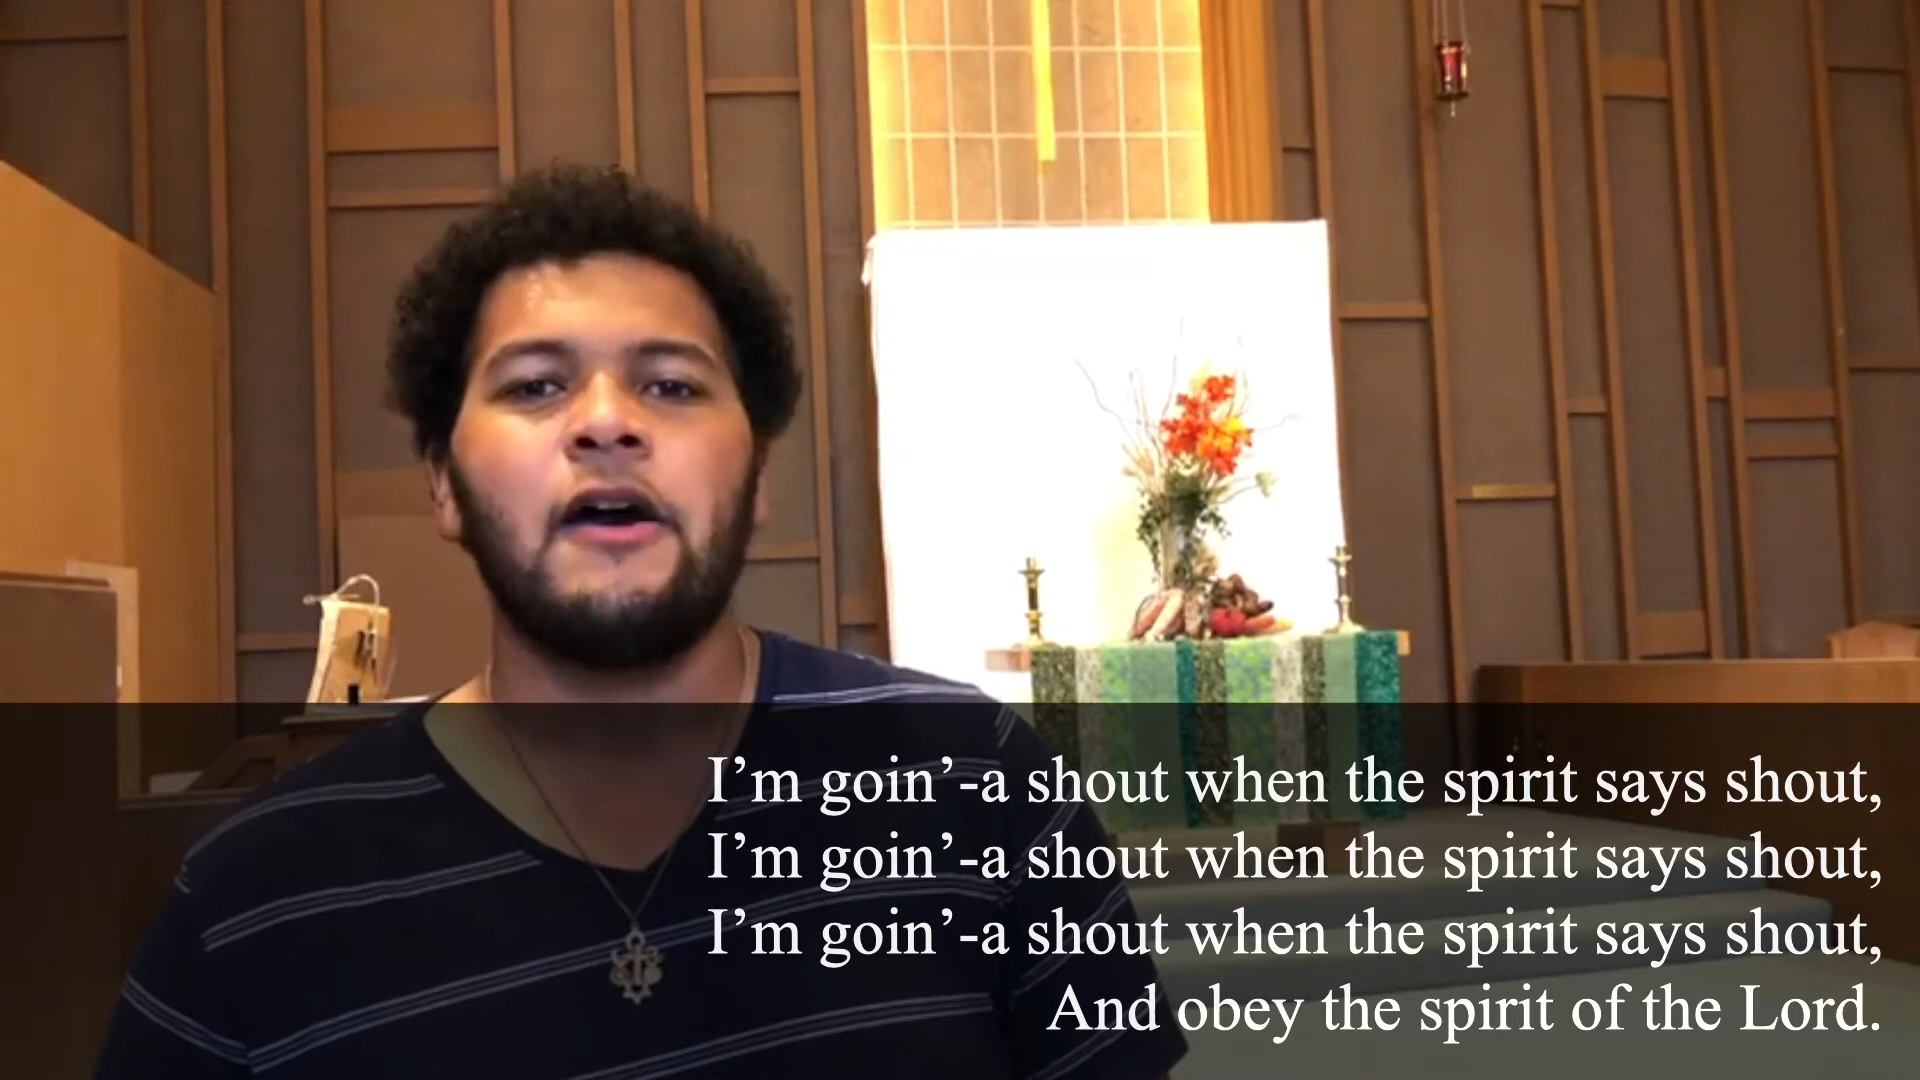 I’m goin’-a shout when the spirit says shout,
I’m goin’-a shout when the spirit says shout,
I’m goin’-a shout when the spirit says shout,
And obey the spirit of the Lord.